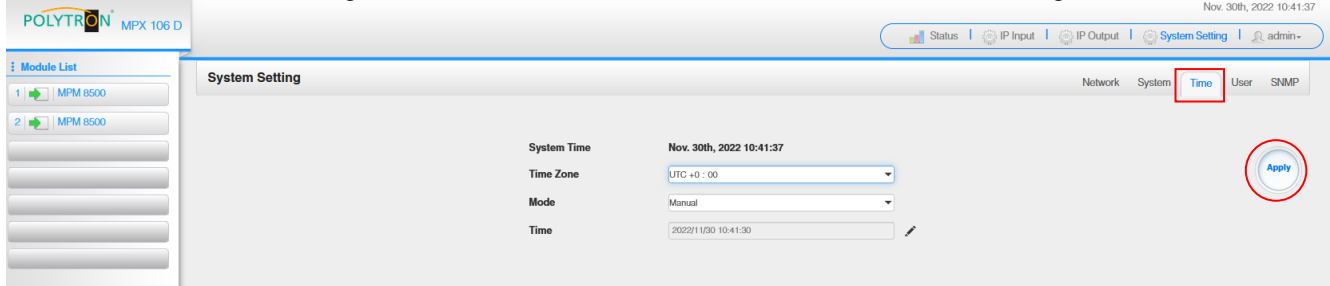 Nov. 30th, 2022 10:41:37
POLYTRON MPX 106 D
Status | IP Input | IP Output | System Setting | admin
Module List
1 MPM 8500
2 MPM 8500
System Setting
Network System Time User SNMP
System Time Nov. 30th, 2022 10:41:37
Time Zone UTC +0 : 00
Mode Manual
Time 2022/11/30 10:41:30
Apply